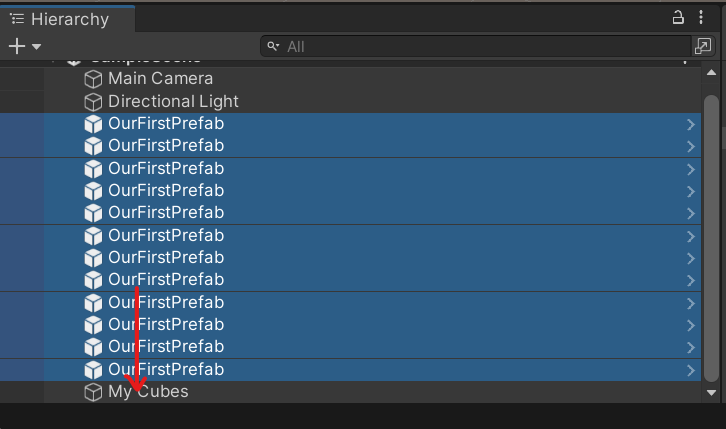 Hierarchy
All
Main Camera
Directional Light
OurFirstPrefab
OurFirstPrefab
OurFirstPrefab
OurFirstPrefab
OurFirstPrefab
OurFirstPrefab
OurFirstPrefab
OurFirstPrefab
OurFirstPrefab
OurFirstPrefab
OurFirstPrefab
OurFirstPrefab
My Cubes